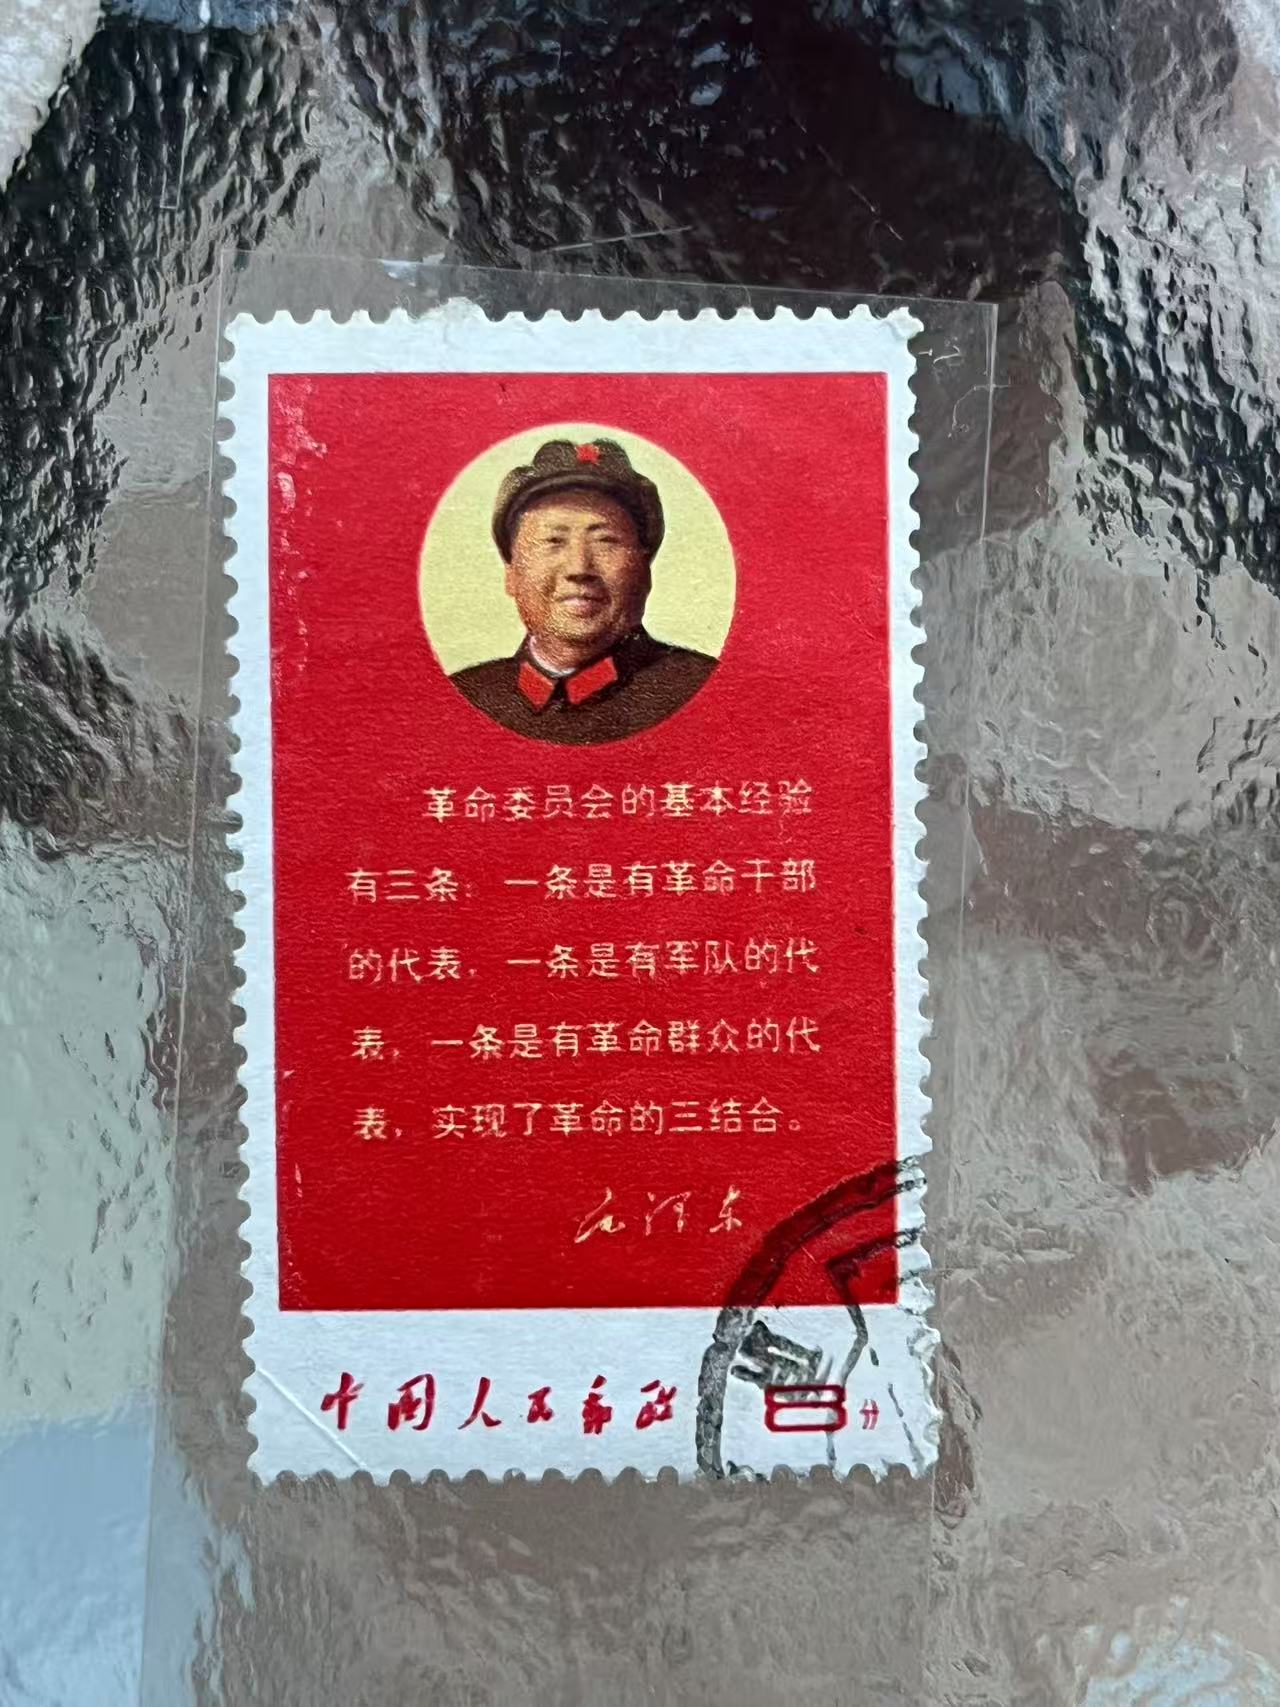 革命委员会的基本经验
有三条：一条是有革命干部
的代表，一条是有军队的代
表，一条是有革命群众的代
表，实现了革命的三结合。
毛泽东
中国人民邮政 8分